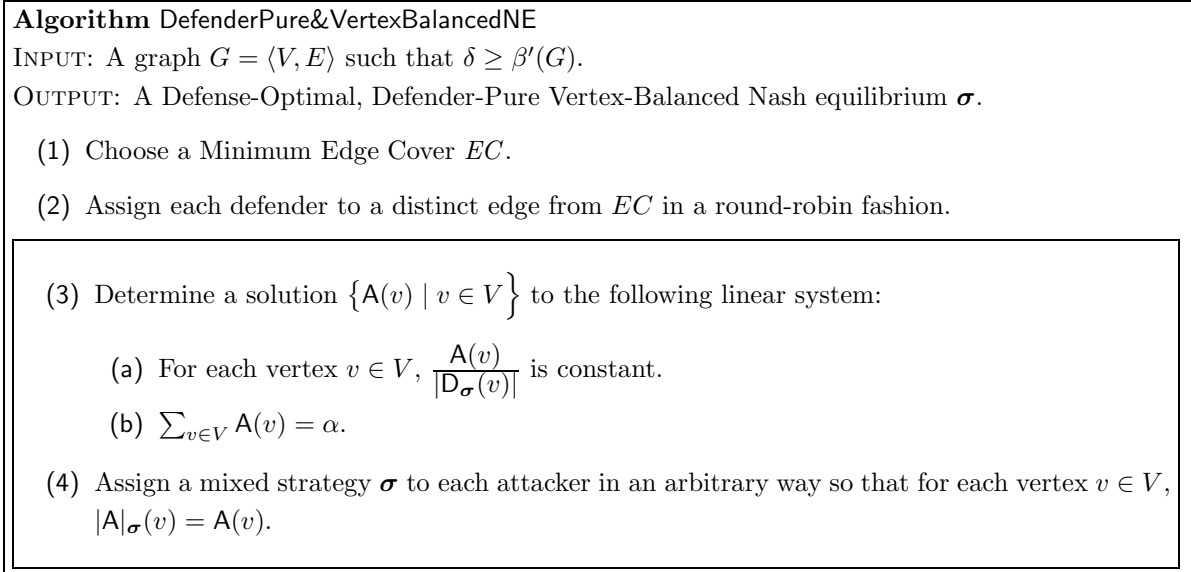 Algorithm DefenderPure&VertexBalancedNE
INPUT: A graph G = ⟨V, E⟩ such that δ ≥ β′(G).
OUTPUT: A Defense-Optimal, Defender-Pure Vertex-Balanced Nash equilibrium σ.
(1) Choose a Minimum Edge Cover EC.
(2) Assign each defender to a distinct edge from EC in a round-robin fashion.
(3) Determine a solution {A(v) | v ∈ V} to the following linear system:
(a) For each vertex v ∈ V, A(v)/|D_σ(v)| is constant.
(b) ∑_{v∈V} A(v) = α.
(4) Assign a mixed strategy σ to each attacker in an arbitrary way so that for each vertex v ∈ V,
|A|_σ(v) = A(v).